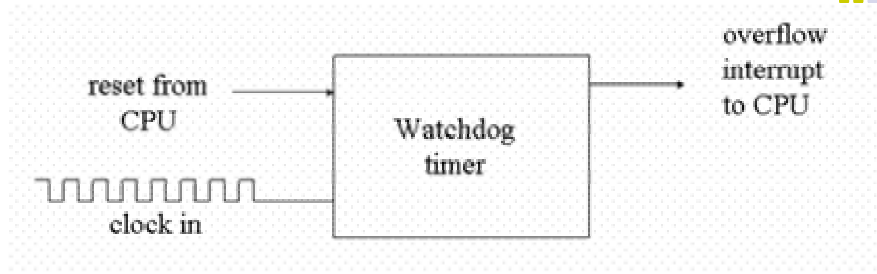 reset from
CPU
clock in
Watchdog
timer
overflow
interrupt
to CPU